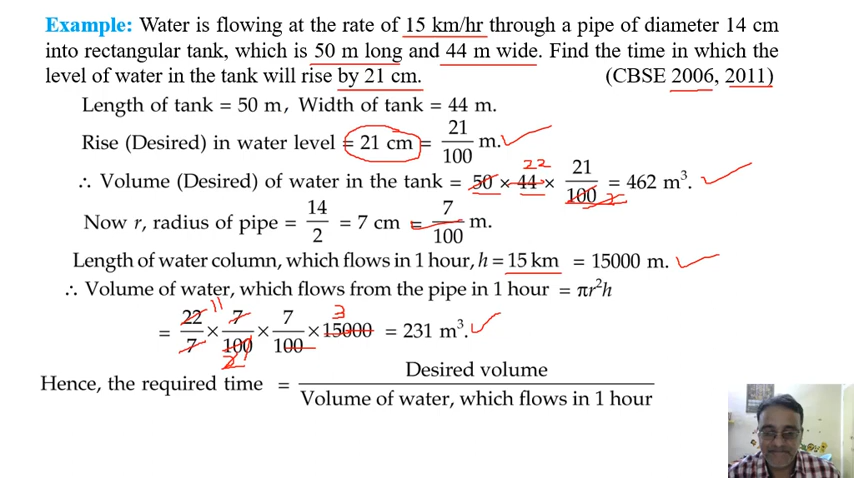 Example: Water is flowing at the rate of 15 km/hr through a pipe of diameter 14 cm
into rectangular tank, which is 50 m long and 44 m wide. Find the time in which the
level of water in the tank will rise by 21 cm. (CBSE 2006, 2011)
Length of tank = 50 m, Width of tank = 44 m.
Rise (Desired) in water level = 21 cm = 21/100 m.
22
∴ Volume (Desired) of water in the tank = 50 × 44 × 21/100 = 462 m³.
2
Now r, radius of pipe = 14/2 = 7 cm = 7/100 m.
Length of water column, which flows in 1 hour, h = 15 km = 15000 m.
∴ Volume of water, which flows from the pipe in 1 hour = πr²h
11 3
= 22/7 × 7/100 × 7/100 × 15000 = 231 m³.
2
Hence, the required time = Desired volume / Volume of water, which flows in 1 hour